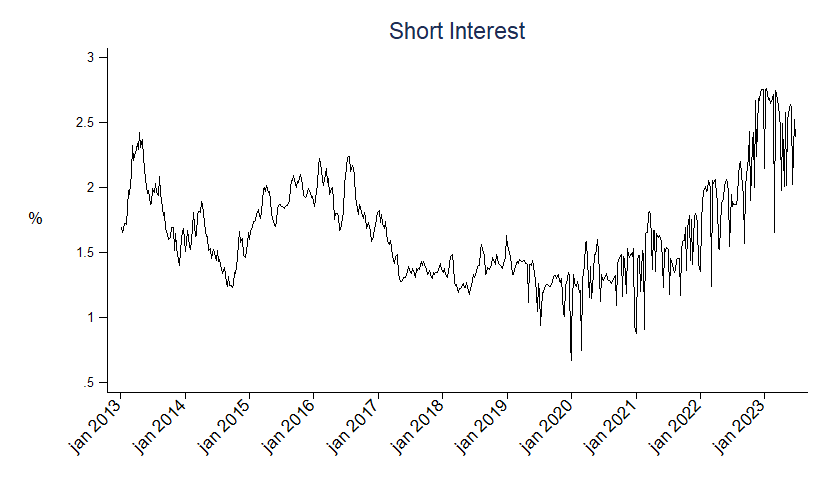 Short Interest
3
2.5
2
%
1.5
1
.5
jan 2013
jan 2014
jan 2015
jan 2016
jan 2017
jan 2018
jan 2019
jan 2020
jan 2021
jan 2022
jan 2023